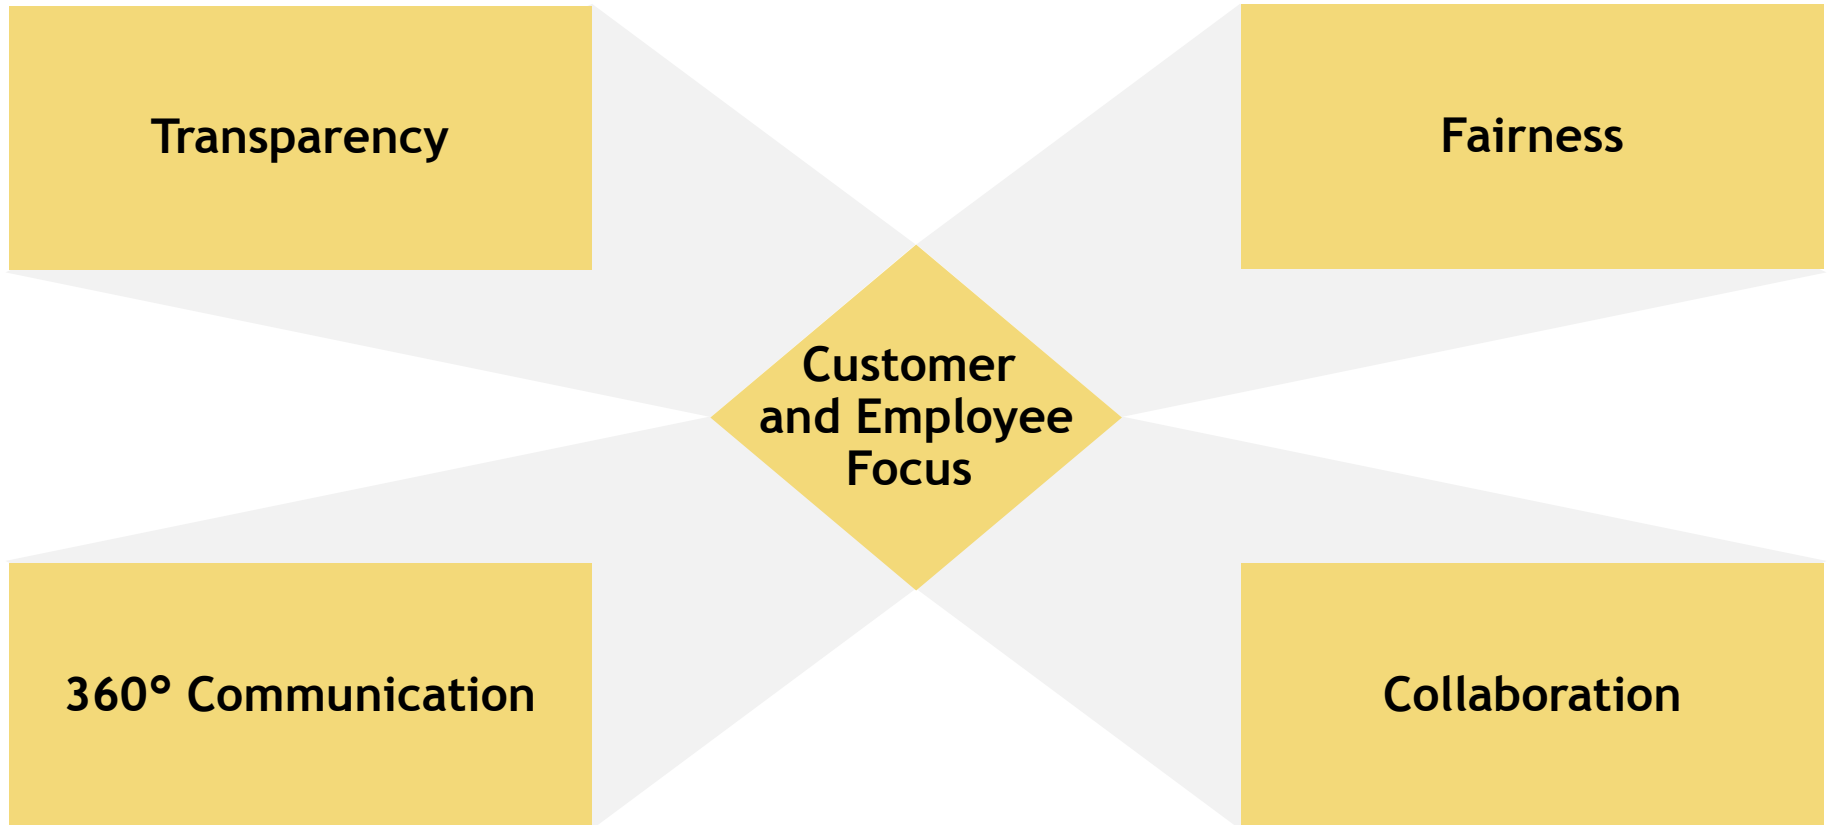 Transparency
Fairness
Customer
and Employee
Focus
360° Communication
Collaboration